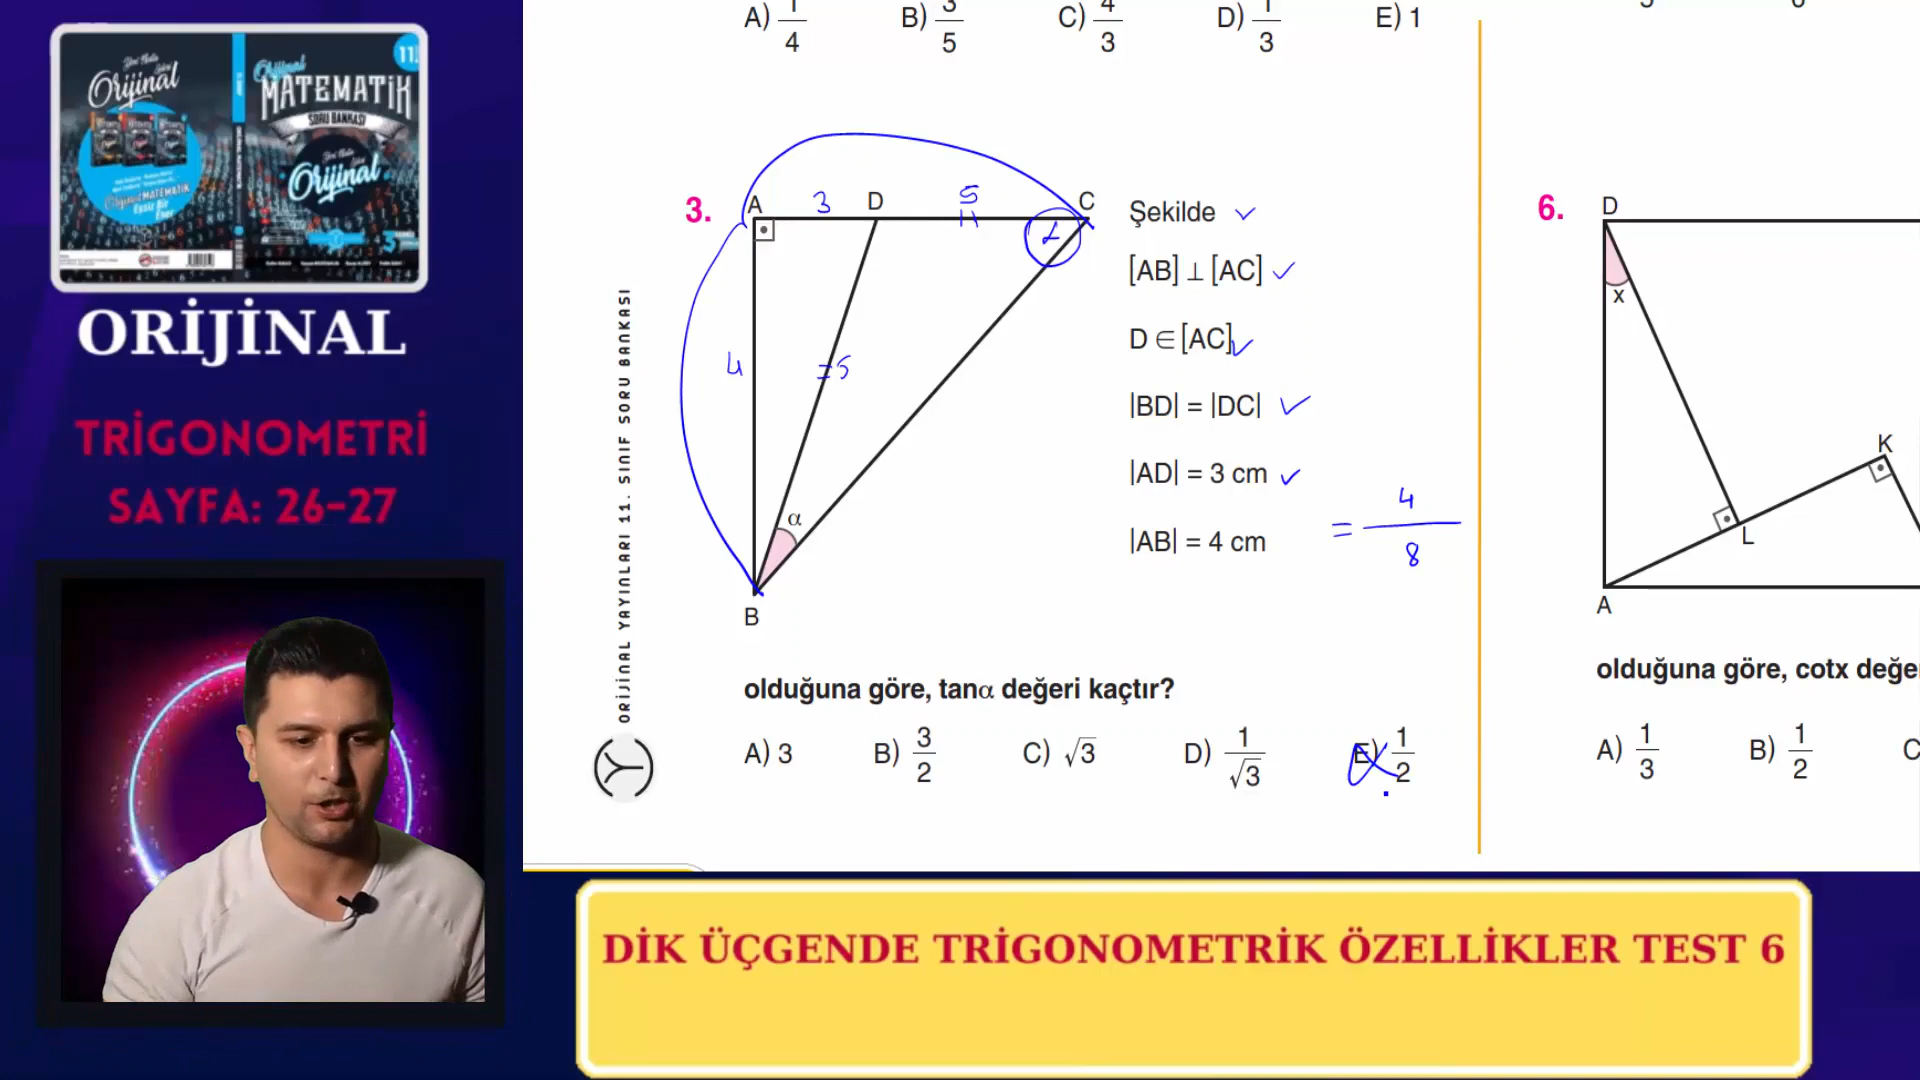 Orijinal
11.
Orijinal
MATEMATİK
SORU BANKASI
Orijinal
ORİJİNAL
TRİGONOMETRİ
SAYFA: 26-27
A) 1/4 B) 3/5 C) 4/3 D) 1/3 E) 1
3.
A 3 D 5 C
α
4
= 5
α
B
Şekilde
[AB] ⊥ [AC]
D ∈ [AC]
|BD| = |DC|
|AD| = 3 cm
|AB| = 4 cm
= 4/8
olduğuna göre, tanα değeri kaçtır?
A) 3 B) 3/2 C) √3 D) 1/√3 E) 1/2
ORİJİNAL YAYINLARI 11. SINIF SORU BANKASI
6.
D
x
K
L
A
olduğuna göre, cotx değe
A) 1/3 B) 1/2 C
DİK ÜÇGENDE TRİGONOMETRİK ÖZELLİKLER TEST 6